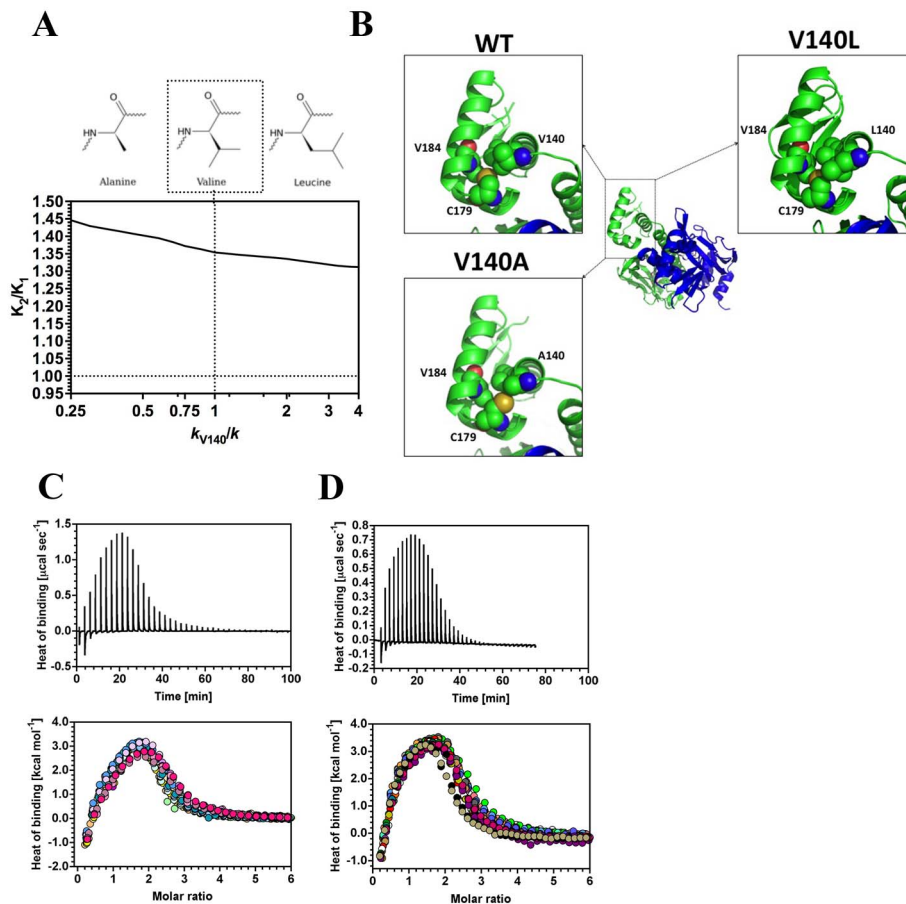 A
B
WT
V140L
V184
V140
C179
V184
L140
C179
V140A
V184
A140
C179
O
HN
O
HN
O
HN
Alanine
Valine
Leucine
K2/K1
1.50
1.45
1.40
1.35
1.30
1.25
1.20
1.15
1.10
1.05
1.00
0.95
0.25
0.5
0.75
1
2
4
kV140/k
C
D
Heat of binding [μcal sec-1]
1.5
1.0
0.5
0.0
-0.5
0
20
40
60
80
100
Time [min]
Heat of binding [μcal sec-1]
0.8
0.7
0.6
0.5
0.4
0.3
0.2
0.1
0.0
-0.1
-0.2
0
20
40
60
80
100
Time [min]
Heat of binding [kcal mol-1]
4.0
3.0
2.0
1.0
0.0
-1.0
-2.0
0
1
2
3
4
5
6
Molar ratio
Heat of binding [kcal mol-1]
4.0
3.0
2.0
1.0
0.0
-1.0
0
1
2
3
4
5
6
Molar ratio